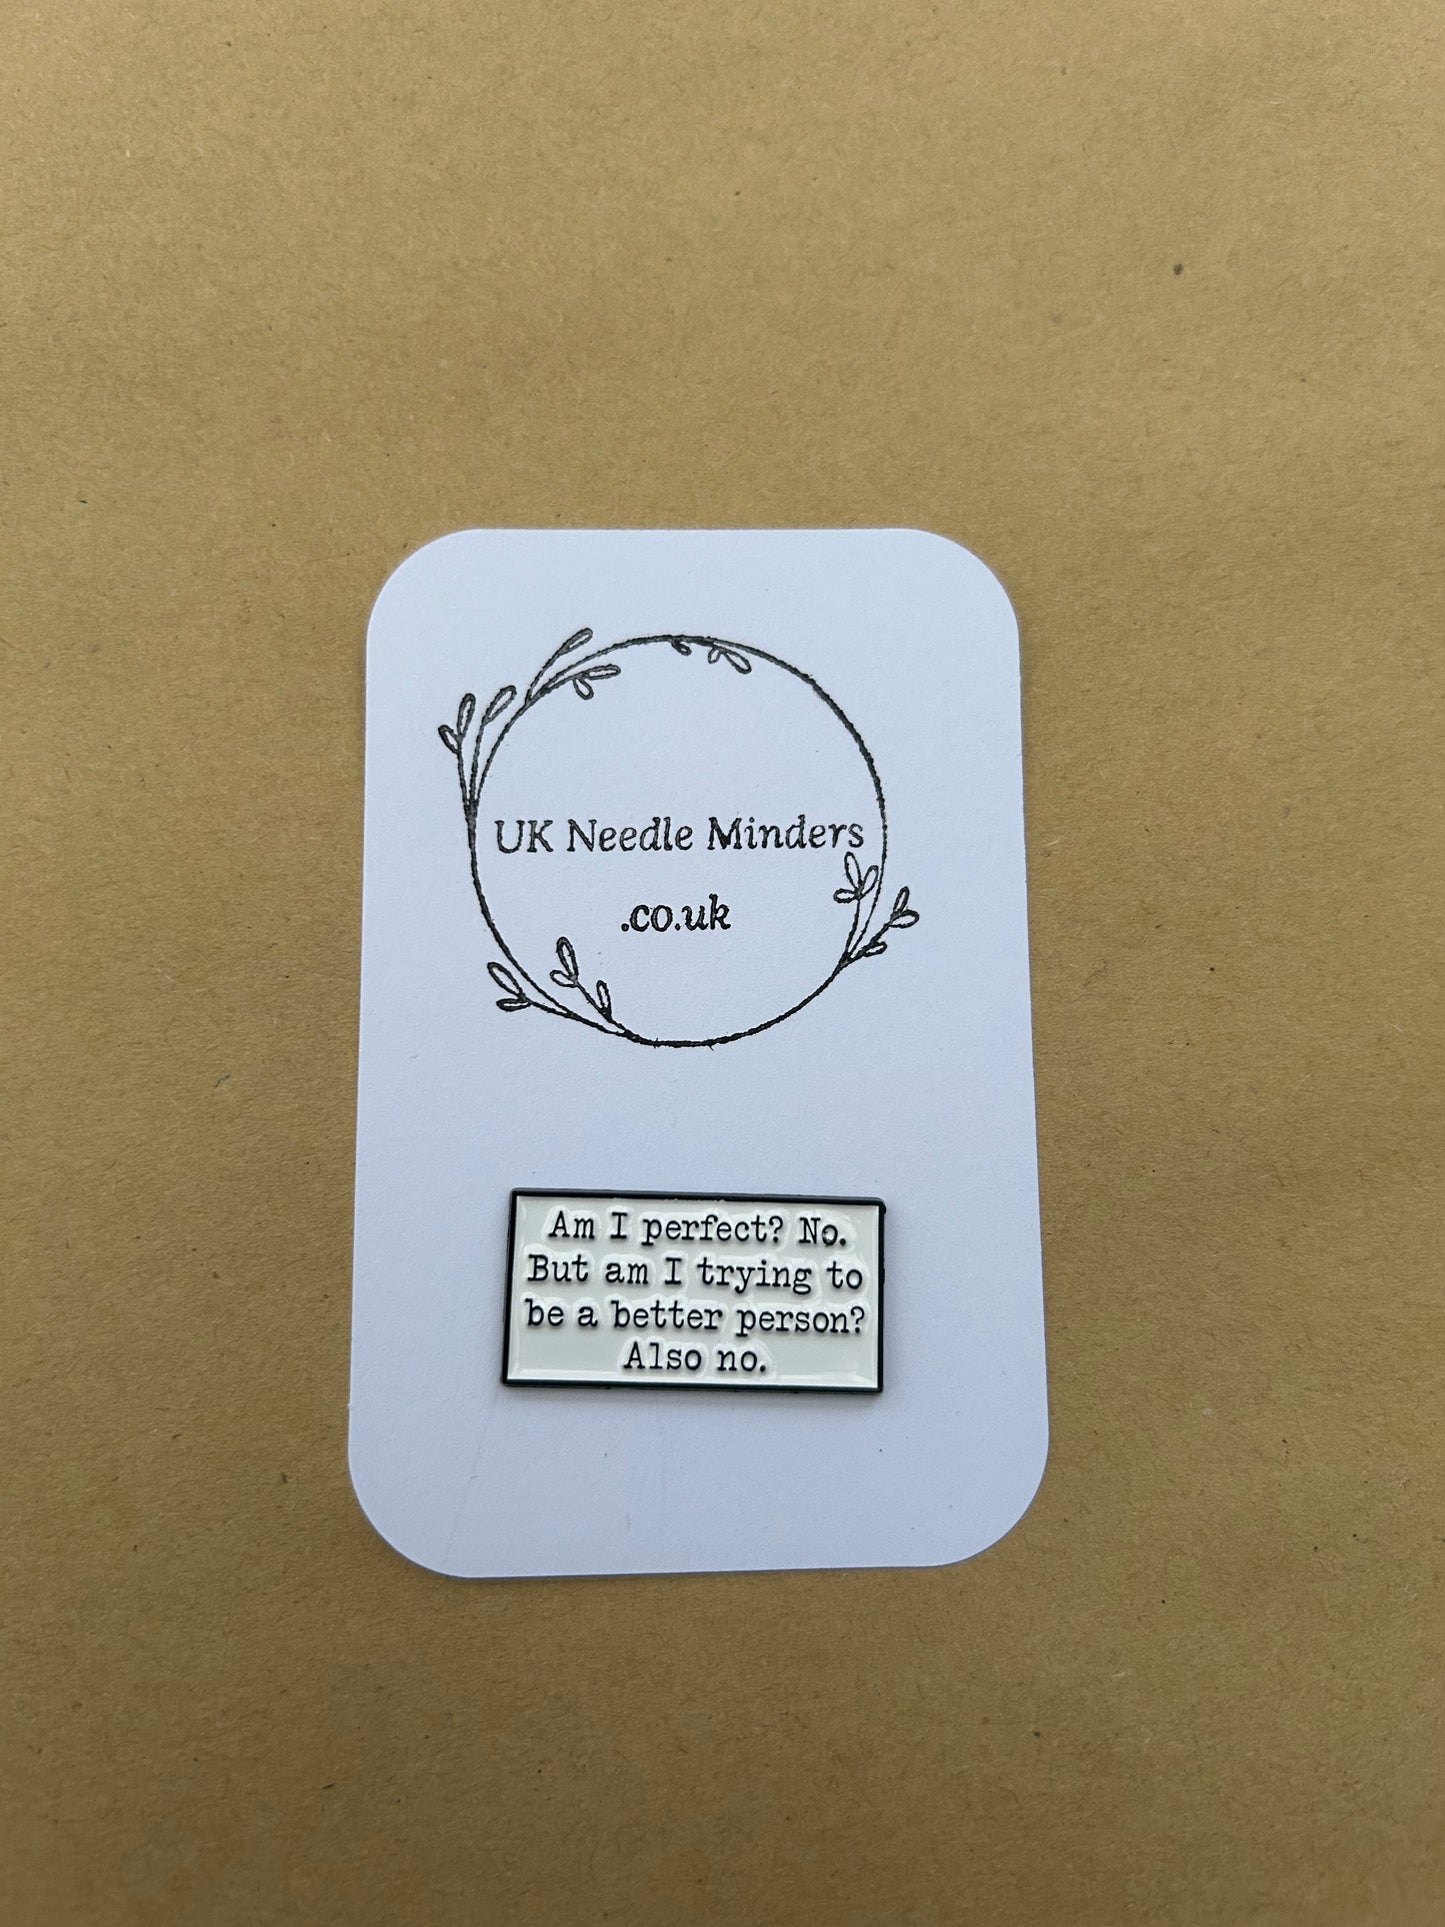 UK Needle Minders
.co.uk
Am I perfect? No.
But am I trying to
be a better person?
Also no.